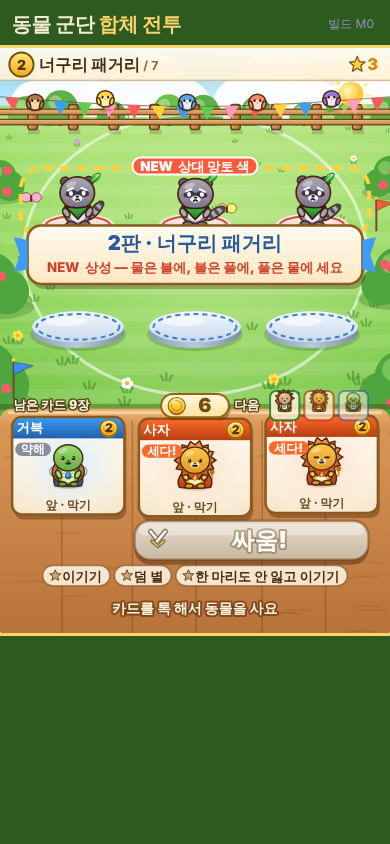 동물 군단 합체 전투
빌드 M0
2 너구리 패거리 / 7
3
NEW 상대 망토 색
2판 · 너구리 패거리
NEW 상성 — 물은 불에, 불은 풀에, 풀은 물에 세요
남은 카드 9장
6
다음
거북 2
약해
앞 · 막기
사자 2
세다!
앞 · 막기
사자 2
세다!
앞 · 막기
싸움!
이기기
덤 별
한 마리도 안 잃고 이기기
카드를 톡 해서 동물을 사요